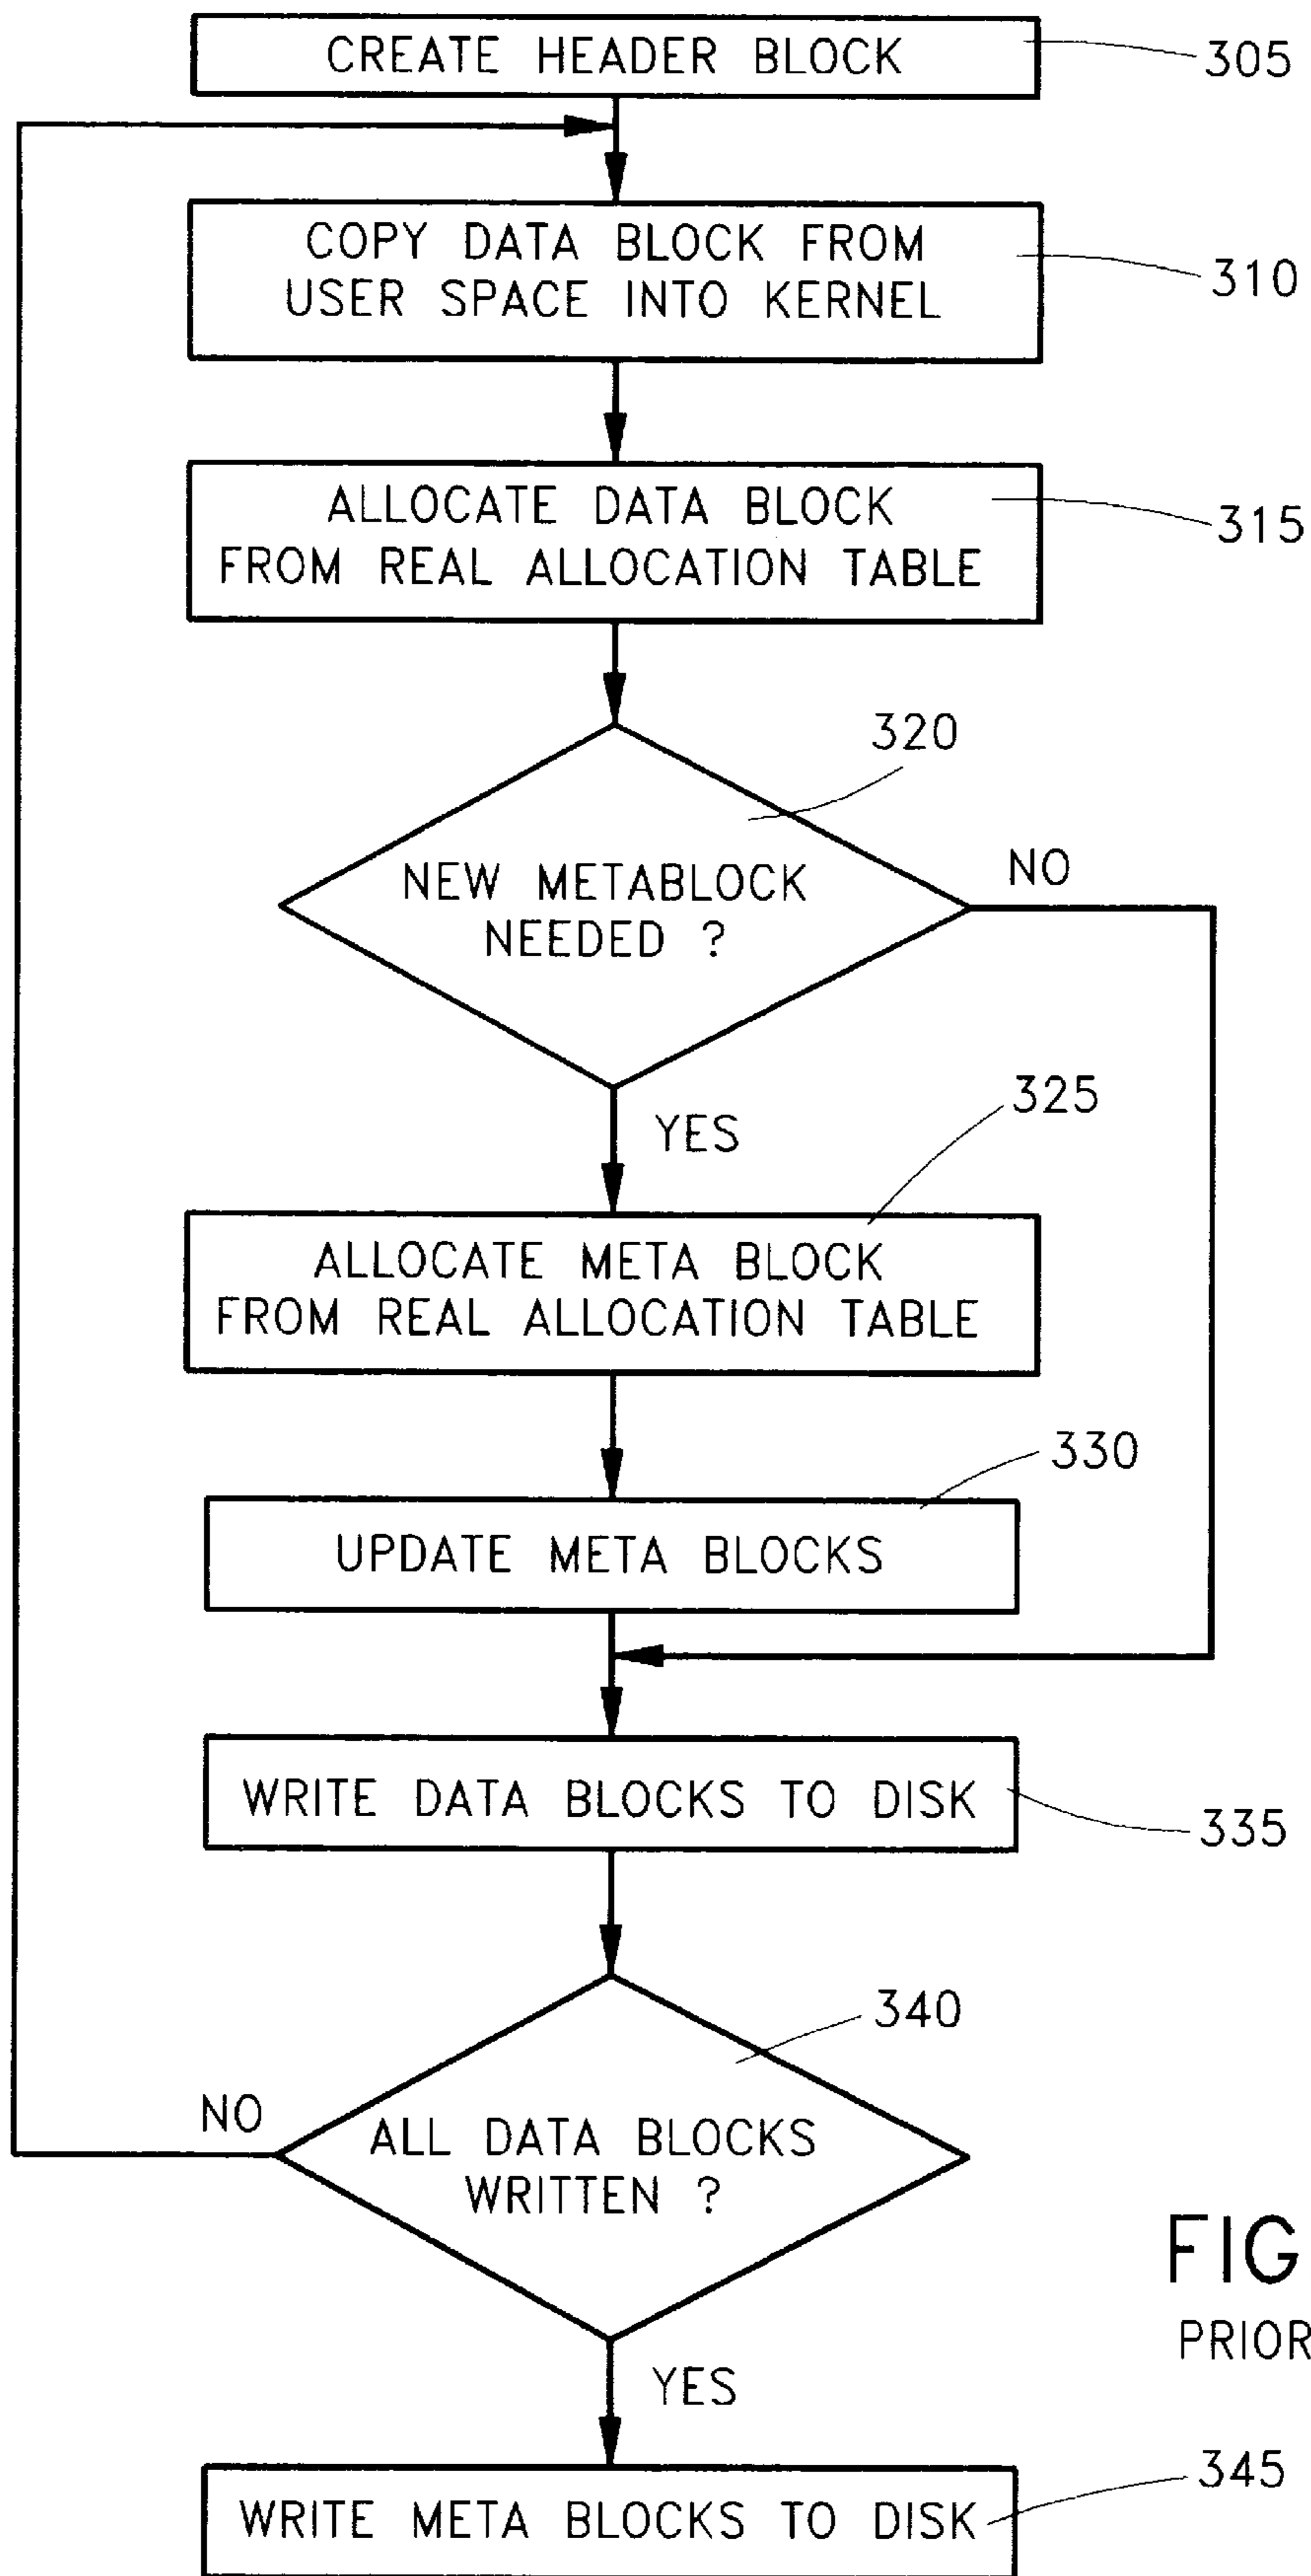 CREATE HEADER BLOCK
305
COPY DATA BLOCK FROM
USER SPACE INTO KERNEL
310
ALLOCATE DATA BLOCK
FROM REAL ALLOCATION TABLE
315
320
NEW METABLOCK
NEEDED ?
NO
YES
325
ALLOCATE META BLOCK
FROM REAL ALLOCATION TABLE
330
UPDATE META BLOCKS
WRITE DATA BLOCKS TO DISK
335
340
NO
ALL DATA BLOCKS
WRITTEN ?
FIG
PRIOR
YES
345
WRITE META BLOCKS TO DISK